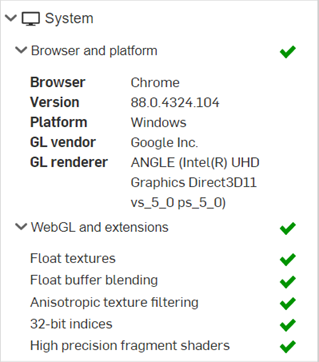 System
Browser and platform
Browser Chrome
Version 88.0.4324.104
Platform Windows
GL vendor Google Inc.
GL renderer ANGLE (Intel(R) UHD
Graphics Direct3D11
vs_5_0 ps_5_0)
WebGL and extensions
Float textures
Float buffer blending
Anisotropic texture filtering
32-bit indices
High precision fragment shaders